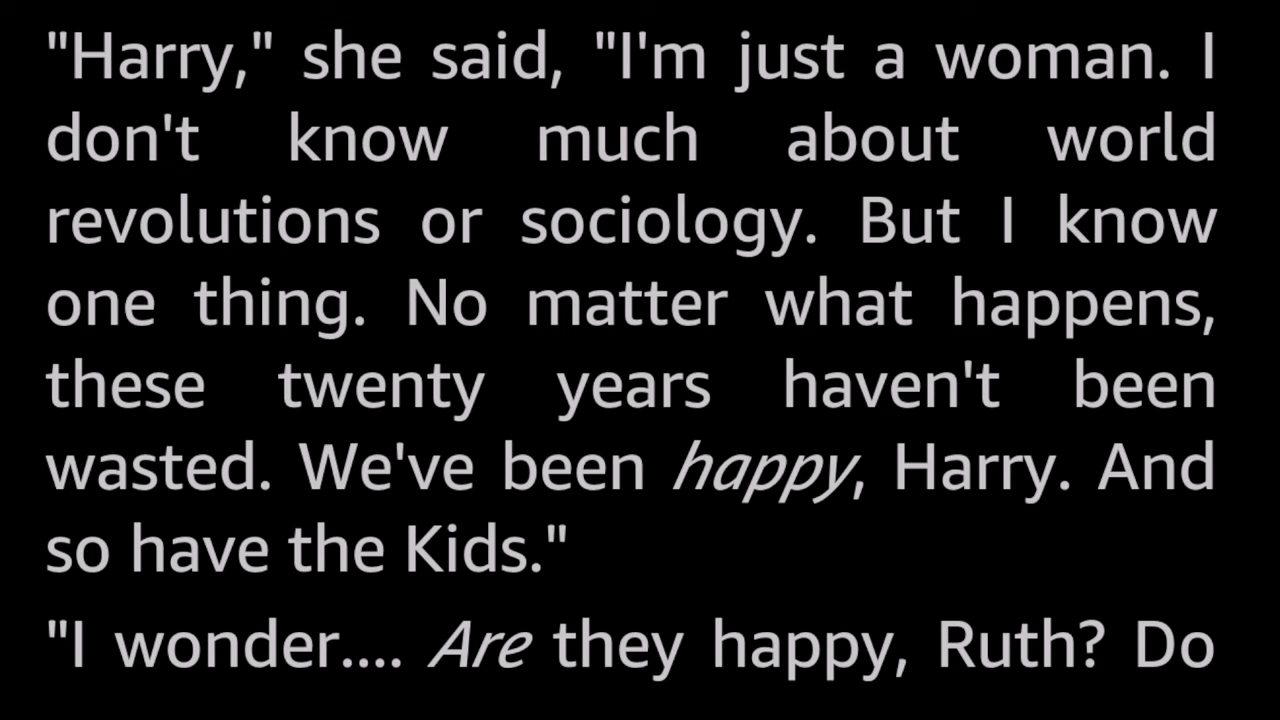 "Harry," she said, "I'm just a woman. I
don't know much about world
revolutions or sociology. But I know
one thing. No matter what happens,
these twenty years haven't been
wasted. We've been happy, Harry. And
so have the Kids."
"I wonder.... Are they happy, Ruth? Do